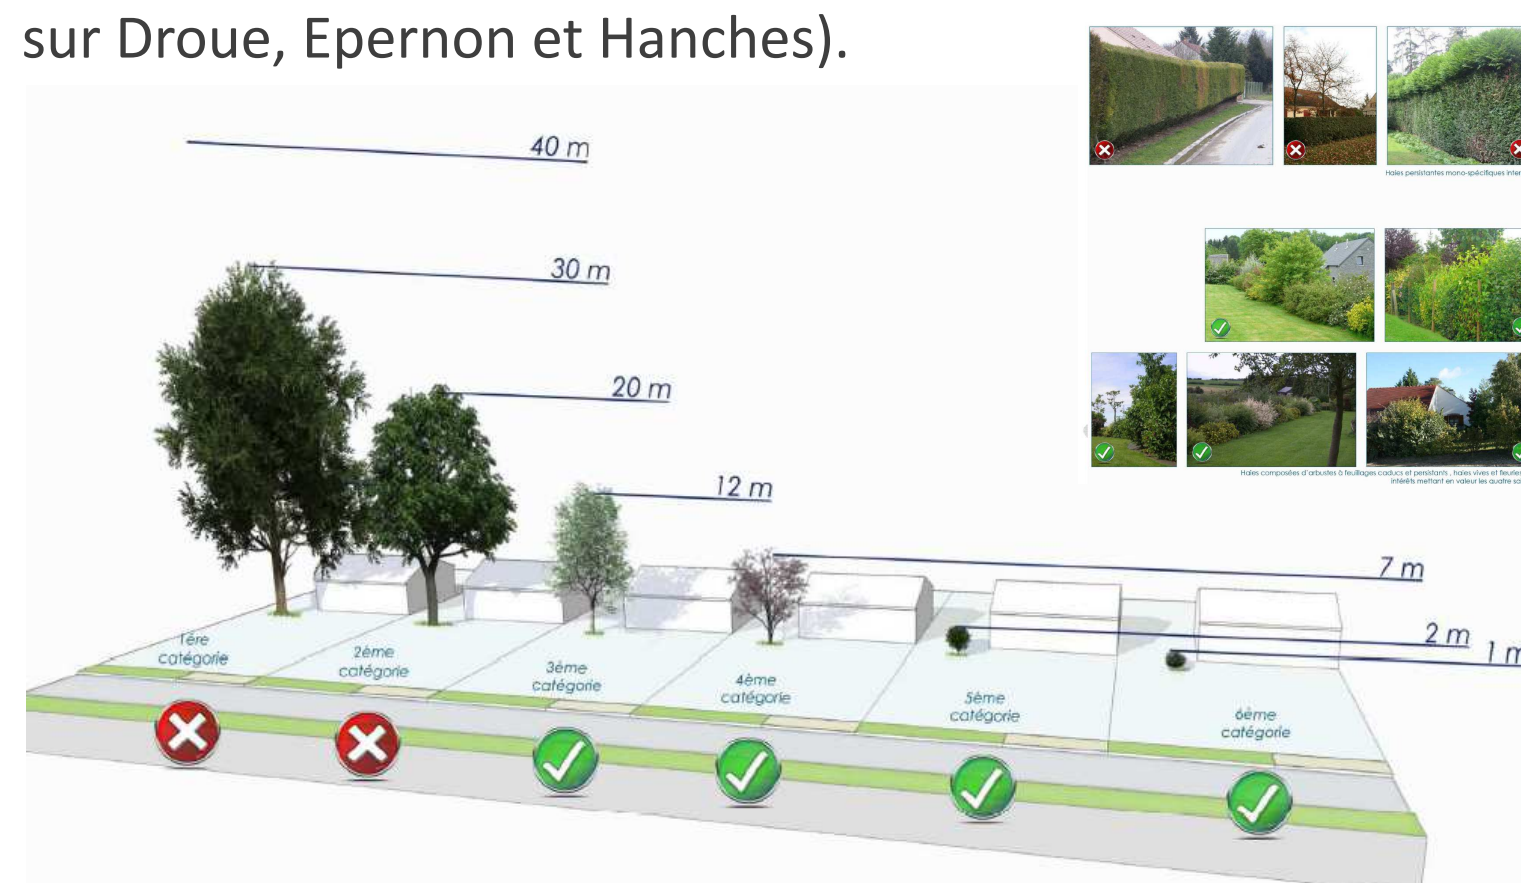 sur Droue, Epernon et Hanches).
40 m
30 m
20 m
12 m
7 m
2 m
1 m
1ére
catégorie
2ème
catégorie
3éme
catégorie
4ème
catégorie
5ème
catégorie
6ème
catégorie
Haies persistantes mono-spécifiques
Haies composées d'arbustes à feuillages caducs et persistants , haies vives et fleuries
intérêts mettant en valeur les quatre